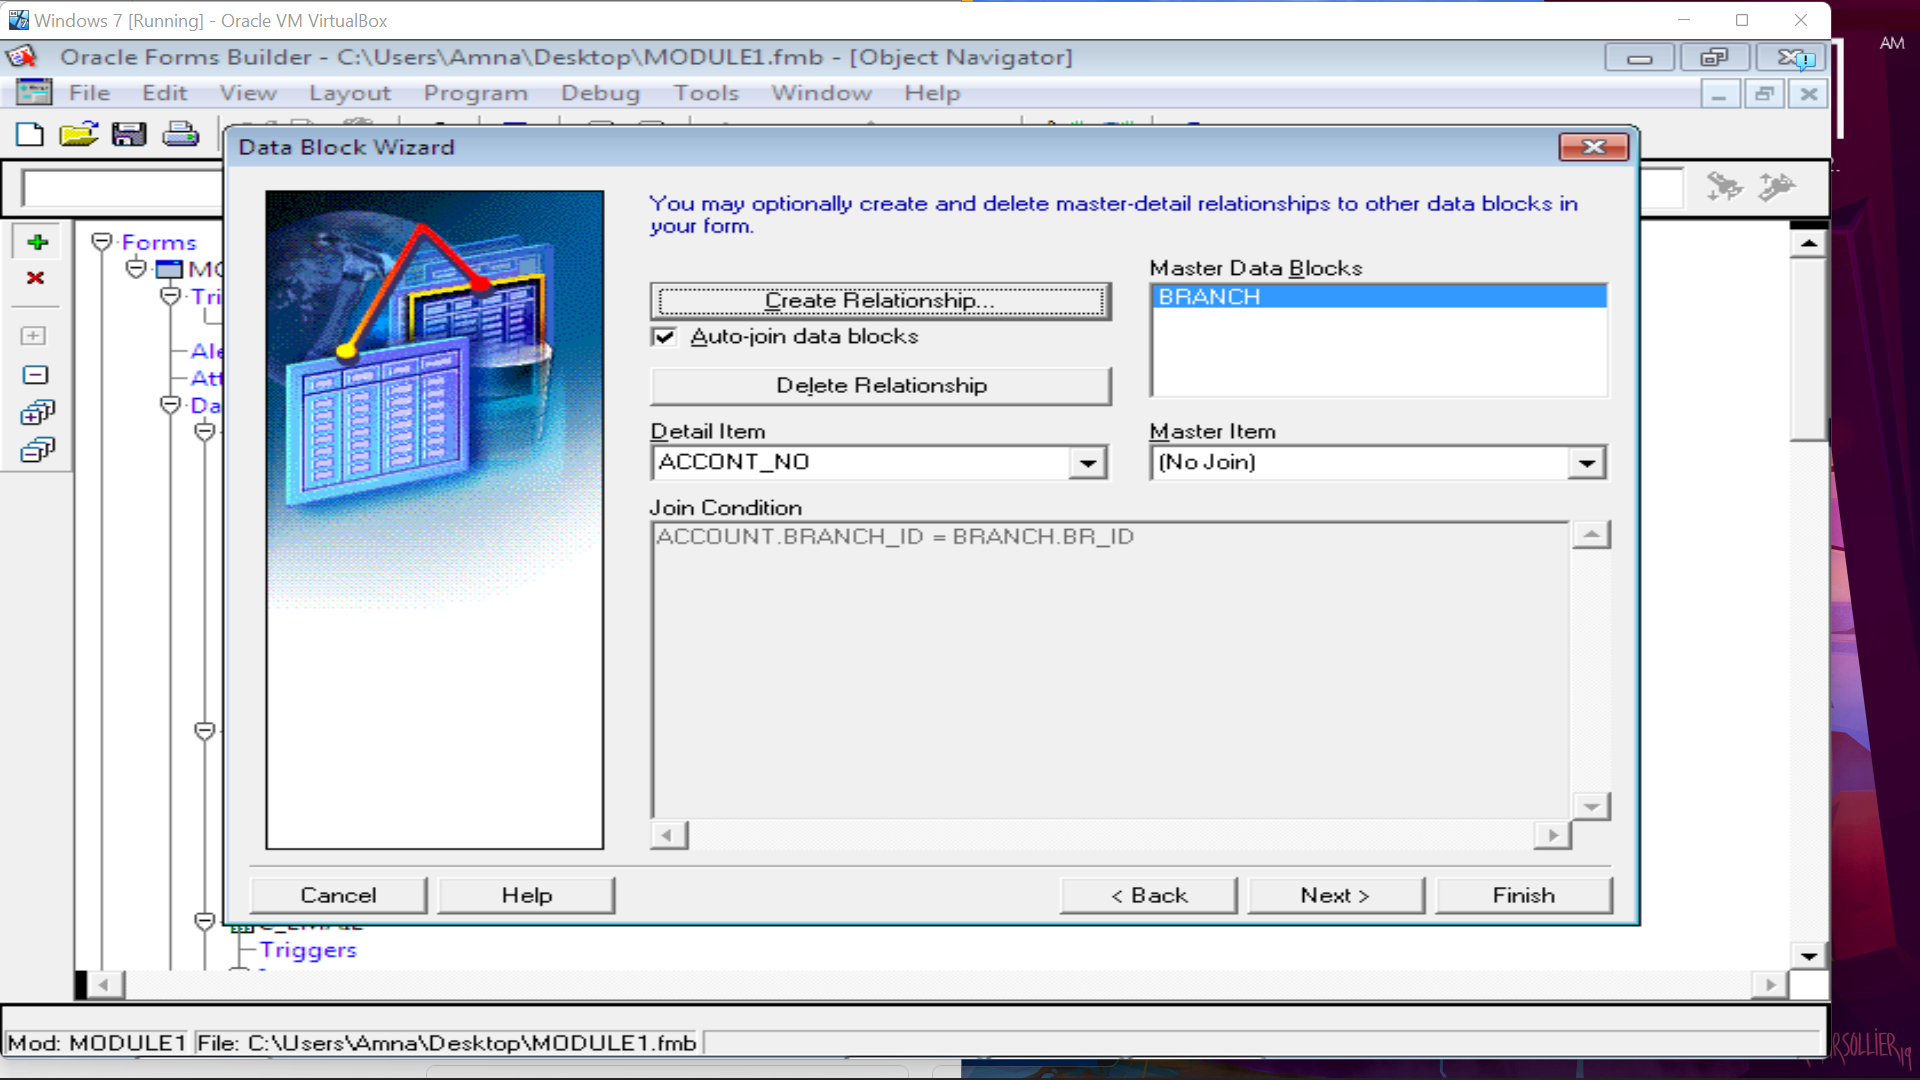 Windows 7 [Running] - Oracle VM VirtualBox
AM
Oracle Forms Builder - C:\Users\Amna\Desktop\MODULE1.fmb - [Object Navigator]
File Edit View Layout Program Debug Tools Window Help
Data Block Wizard
You may optionally create and delete master-detail relationships to other data blocks in
your form.
Forms
MO
Tri
Ale
Att
Da
Master Data Blocks
BRANCH
Create Relationship...
Auto-join data blocks
Delete Relationship
Detail Item
ACCONT_NO
Master Item
(No Join)
Join Condition
ACCOUNT.BRANCH_ID = BRANCH.BR_ID
Cancel
Help
< Back
Next >
Finish
Triggers
Mod: MODULE1
File: C:\Users\Amna\Desktop\MODULE1.fmb